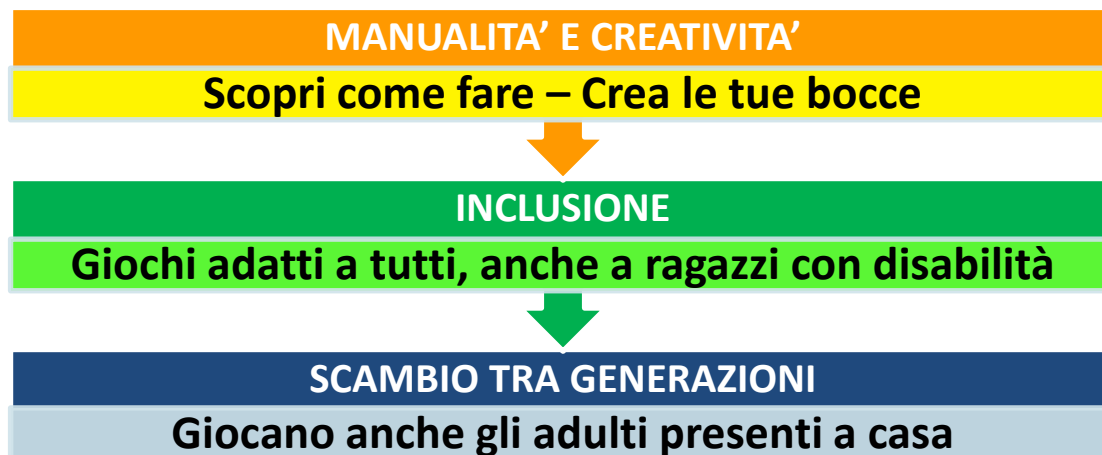 MANUALITA’ E CREATIVITA’
Scopri come fare – Crea le tue bocce
INCLUSIONE
Giochi adatti a tutti, anche a ragazzi con disabilità
SCAMBIO TRA GENERAZIONI
Giocano anche gli adulti presenti a casa